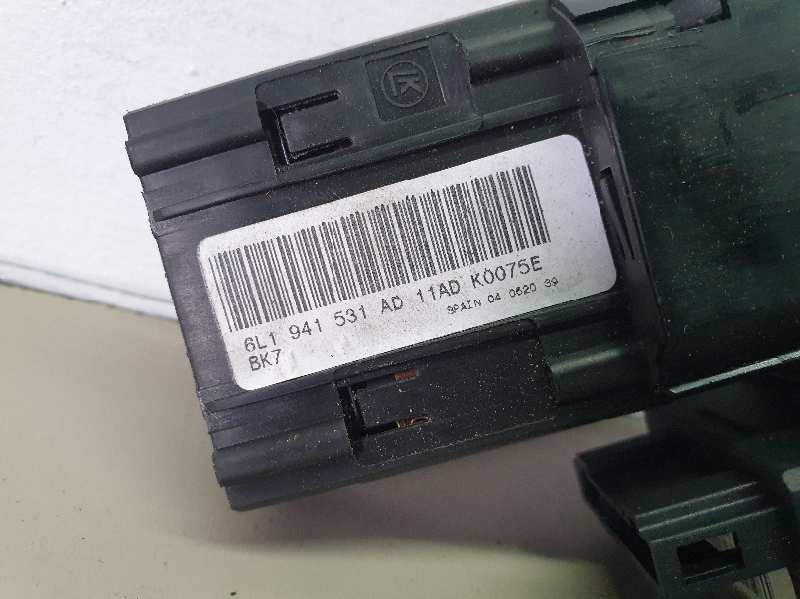 6L1 941 531 AD 11AD K0075E
BK7
SPAIN 04 0620 39